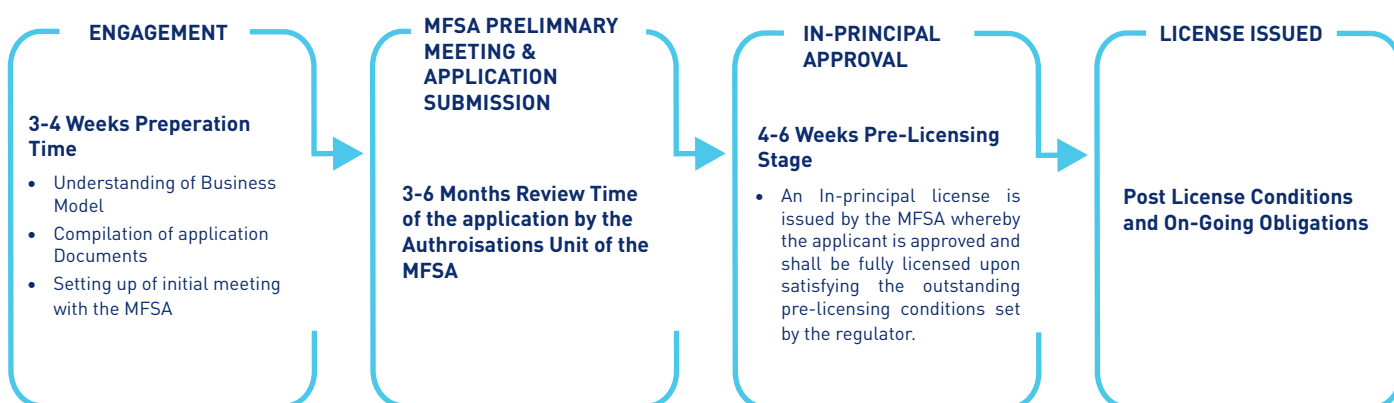 ENGAGEMENT
3-4 Weeks Preperation
Time
• Understanding of Business
Model
• Compilation of application
Documents
• Setting up of initial meeting
with the MFSA
MFSA PRELIMNARY
MEETING &
APPLICATION
SUBMISSION
3-6 Months Review Time
of the application by the
Authroisations Unit of the
MFSA
IN-PRINCIPAL
APPROVAL
4-6 Weeks Pre-Licensing
Stage
• An In-principal license is
issued by the MFSA whereby
the applicant is approved and
shall be fully licensed upon
satisfying the outstanding
pre-licensing conditions set
by the regulator.
LICENSE ISSUED
Post License Conditions
and On-Going Obligations